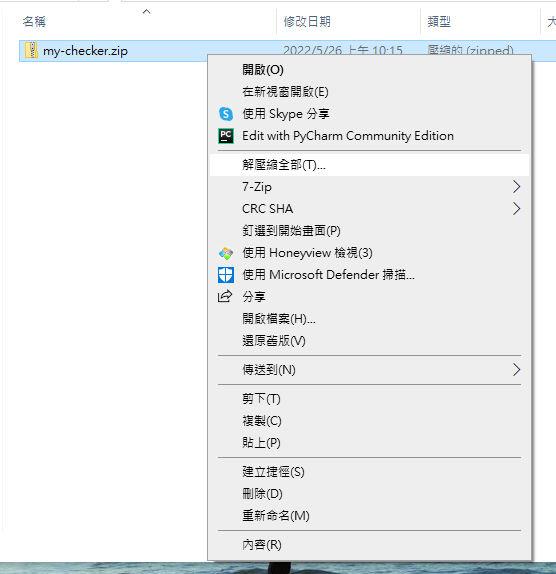 名稱 修改日期 類型 大
my-checker.zip 2022/5/26 上午 10:15 壓縮的 (zipped)
開啟(O)
在新視窗開啟(E)
使用 Skype 分享
PC Edit with PyCharm Community Edition
解壓縮全部(T)...
7-Zip
CRC SHA
釘選到開始畫面(P)
使用 Honeyview 檢視(3)
使用 Microsoft Defender 掃描...
分享
開啟檔案(H)...
還原舊版(V)
傳送到(N)
剪下(T)
複製(C)
貼上(P)
建立捷徑(S)
刪除(D)
重新命名(M)
內容(R)